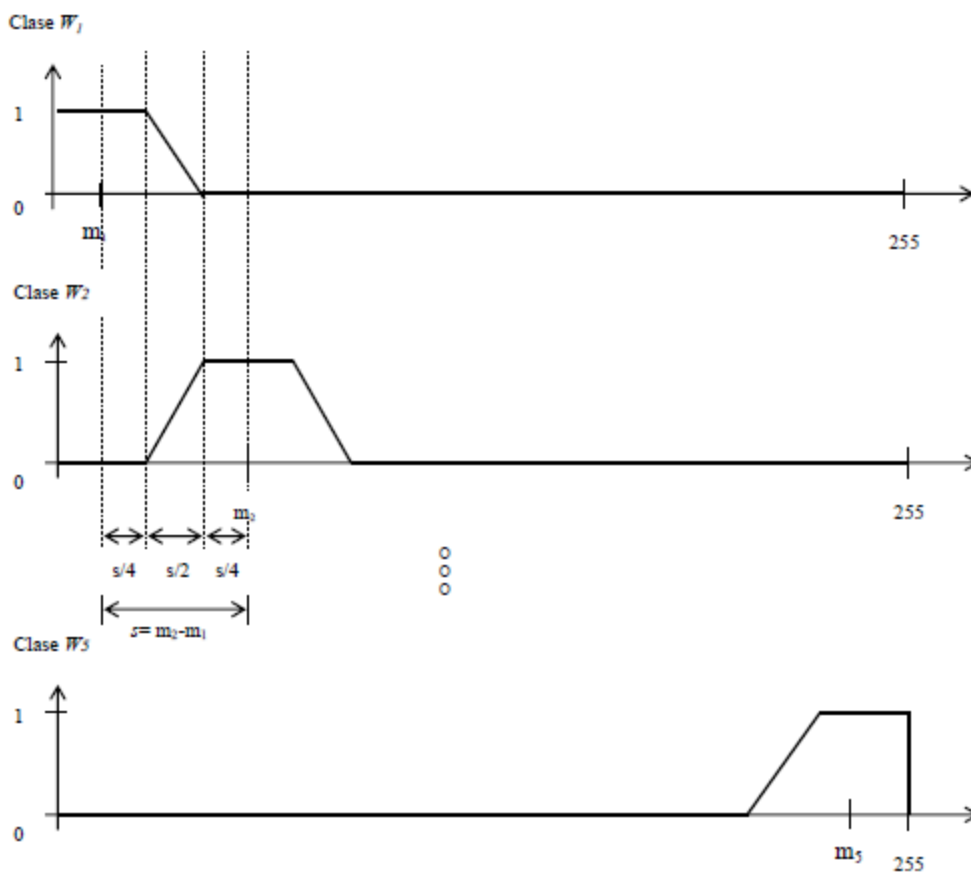 Clase W₁
1
0
m₁
255
Clase W2
1
0
m₂
255
s/4 s/2 s/4
s= m₂-m₁
Clase W5
1
0
m₅
255